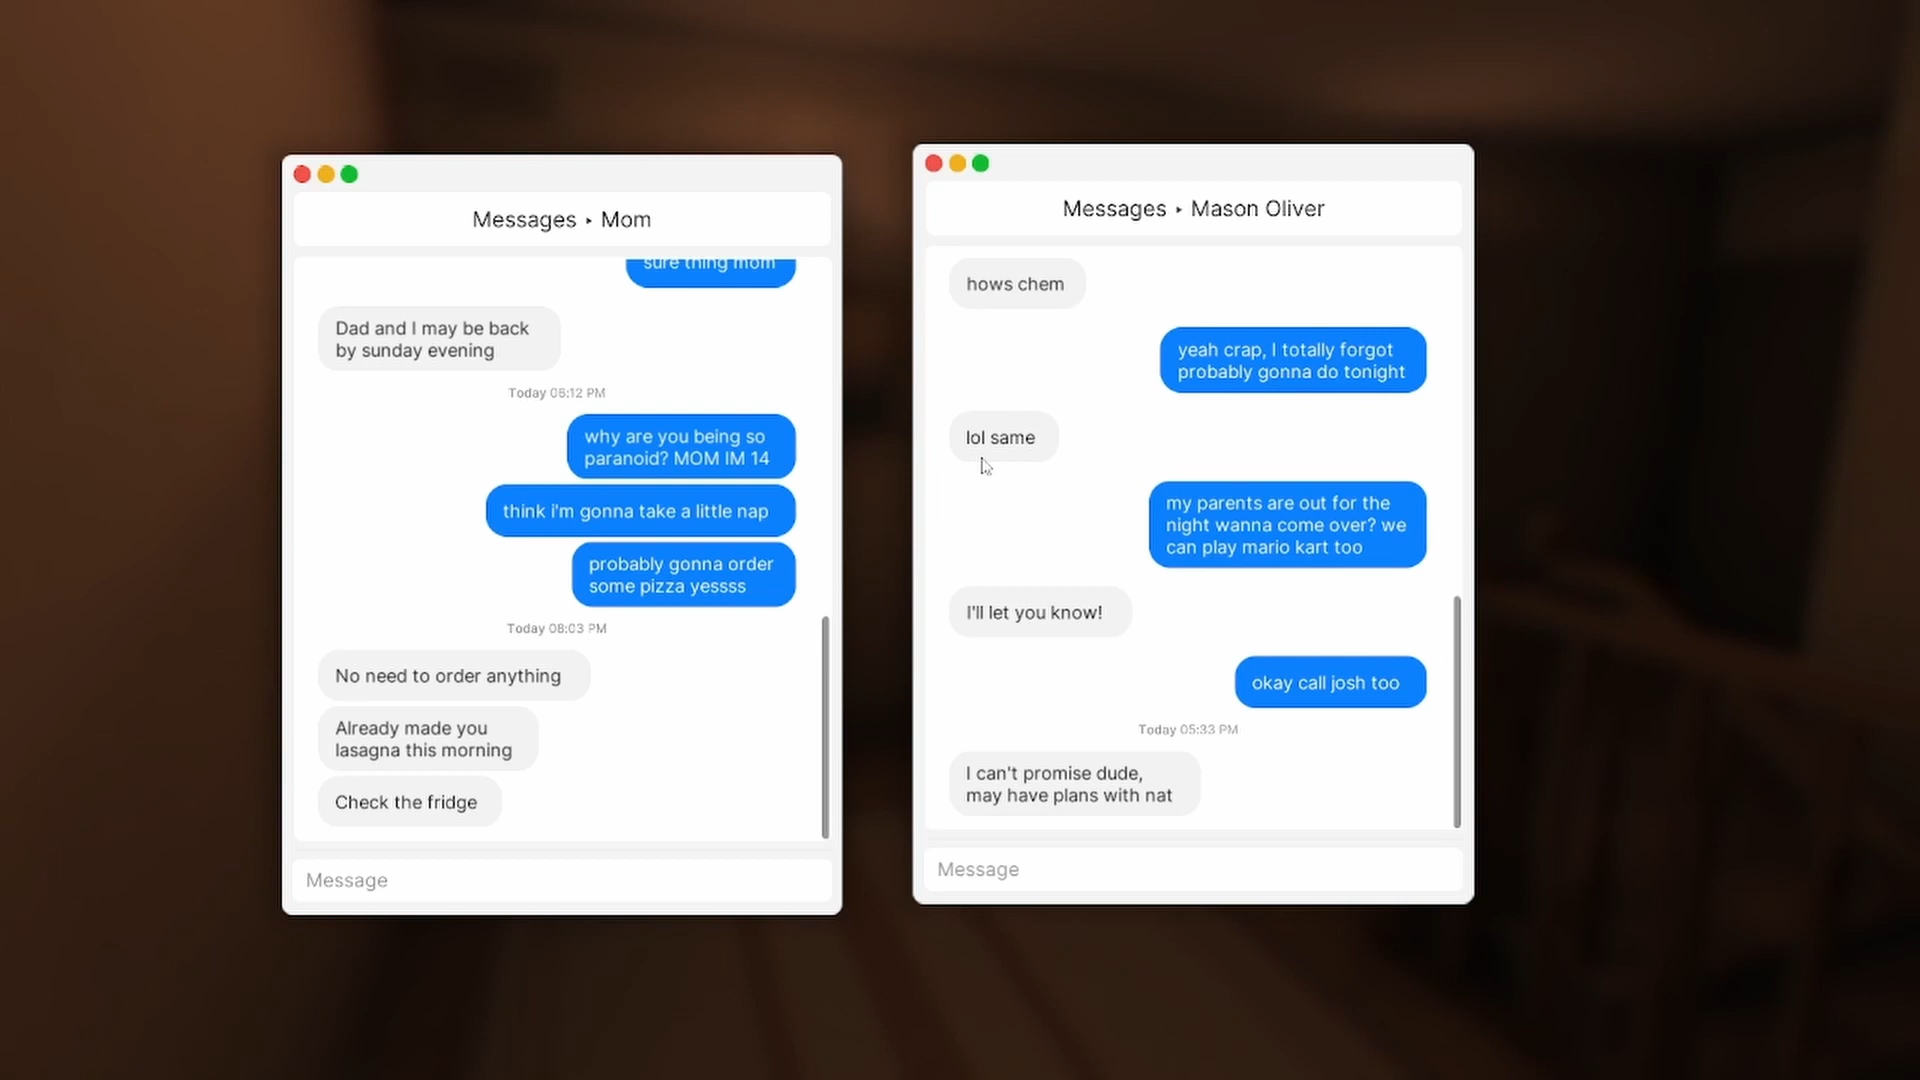 Messages ‣ Mom
sure thing mom
Dad and I may be back
by sunday evening
Today 06:12 PM
why are you being so
paranoid? MOM IM 14
think i'm gonna take a little nap
probably gonna order
some pizza yessss
Today 08:03 PM
No need to order anything
Already made you
lasagna this morning
Check the fridge
Message
Messages ‣ Mason Oliver
hows chem
yeah crap, I totally forgot
probably gonna do tonight
lol same
my parents are out for the
night wanna come over? we
can play mario kart too
I'll let you know!
okay call josh too
Today 05:33 PM
I can't promise dude,
may have plans with nat
Message